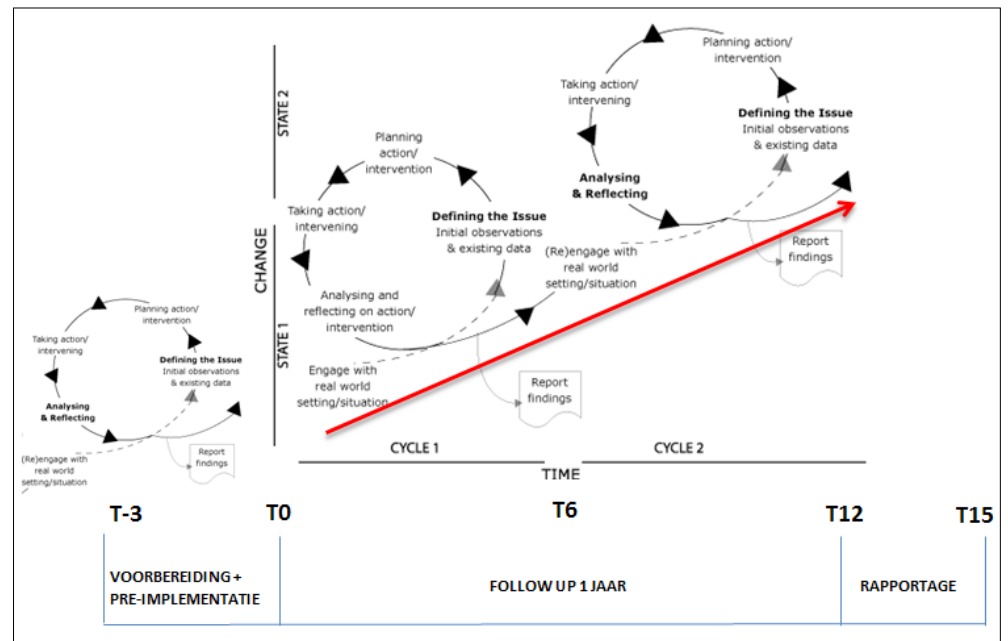 Planning action/
intervention
Taking action/
intervening
Defining the Issue
Initial observations
& existing data
Analysing
& Reflecting
(Re)engage with
real world
setting/situation
Report
findings
CHANGE
STATE 2
STATE 1
Planning
action/
intervention
Taking action/
intervening
Defining the Issue
Initial observations
& existing data
Analysing and
reflecting on action/
intervention
Engage with
real world
setting/situation
Report
findings
Planning action/
intervention
Taking action/
intervening
Defining the Issue
Initial observations
& existing data
Analysing
& Reflecting
(Re)engage with
real world
setting/situation
Report
findings
CYCLE 1
CYCLE 2
TIME
T-3
T0
T6
T12
T15
VOORBEREIDING +
PRE-IMPLEMENTATIE
FOLLOW UP 1 JAAR
RAPPORTAGE